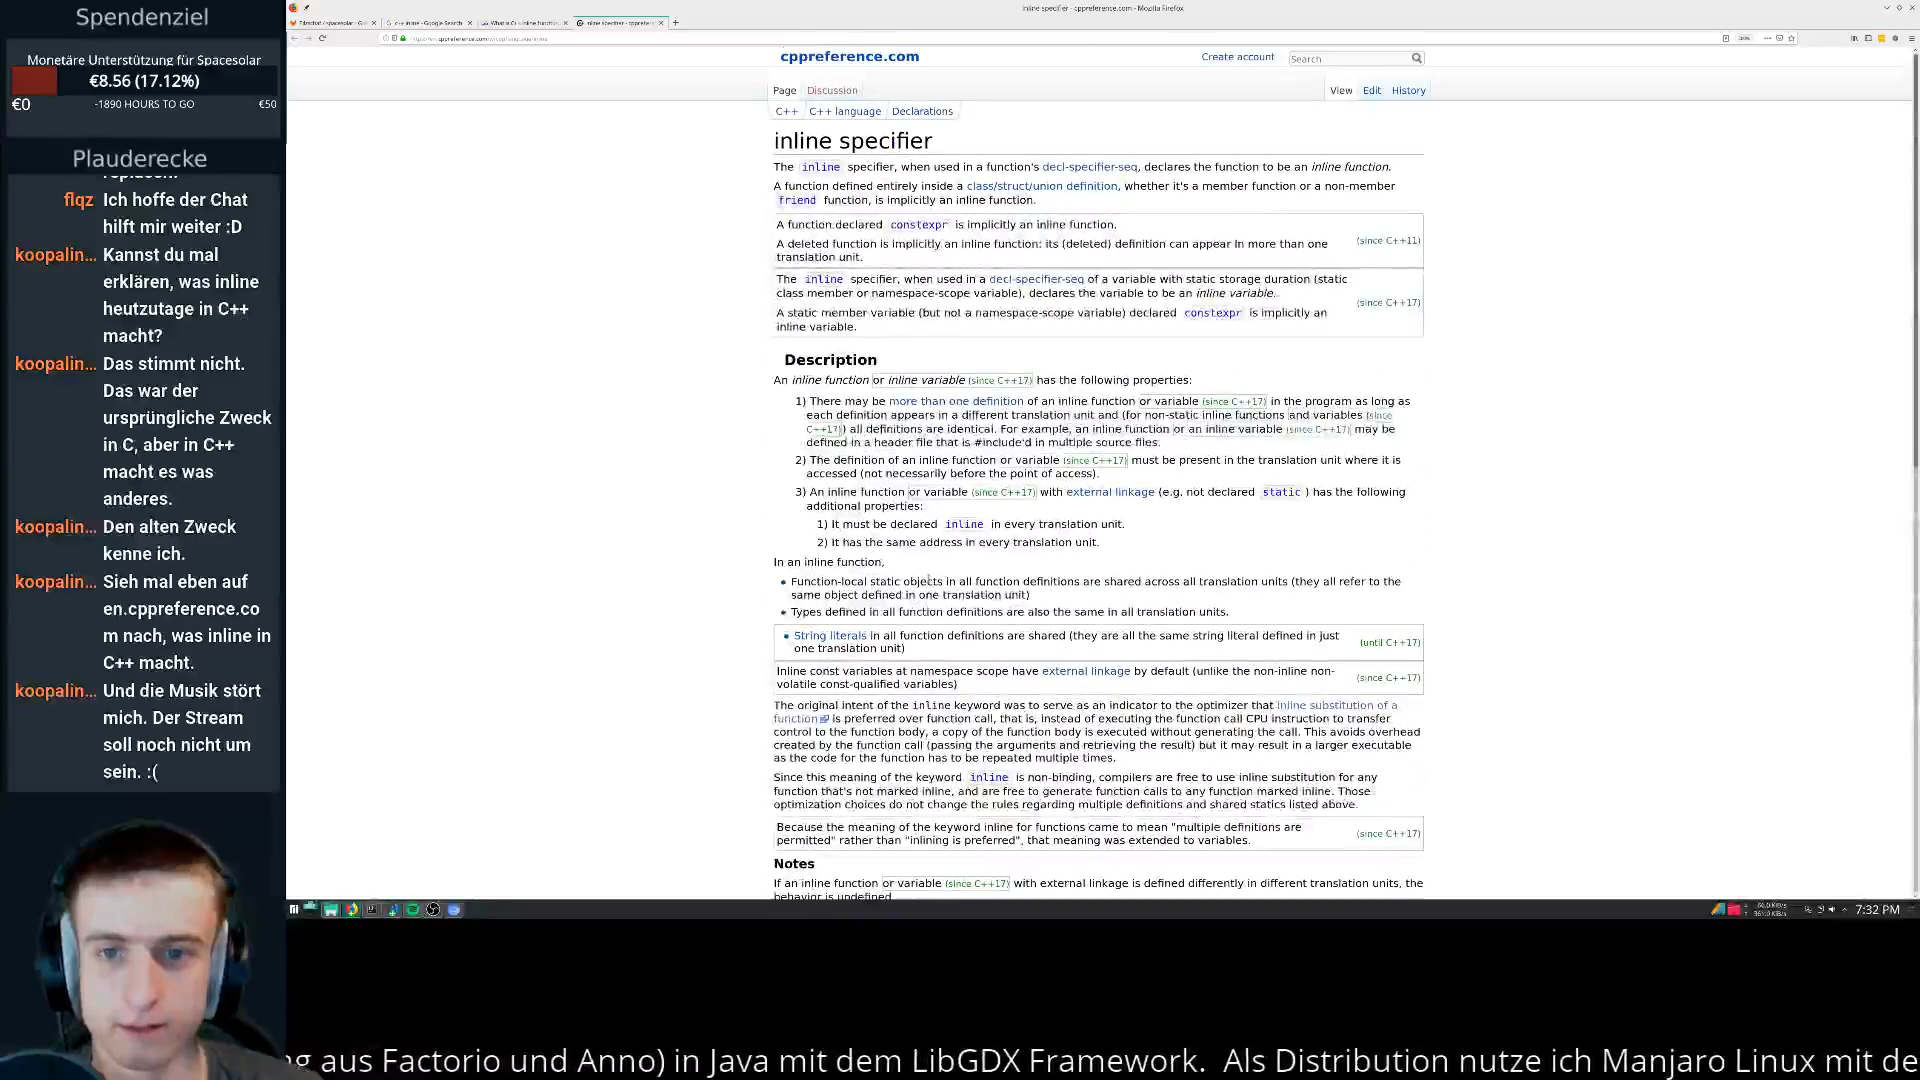 Spendenziel
Monetäre Unterstützung für Spacesolar
€8.56 (17.12%)
€0
-1890 HOURS TO GO
€50
Plauderecke
flqz Ich hoffe der Chat
hilft mir weiter :D
koopalin... Kannst du mal
erklären, was inline
heutzutage in C++
macht?
koopalin... Das stimmt nicht.
Das war der
ursprüngliche Zweck
in C, aber in C++
macht es was
anderes.
koopalin... Den alten Zweck
kenne ich.
koopalin... Sieh mal eben auf
en.cppreference.co
m nach, was inline in
C++ macht.
koopalin... Und die Musik stört
mich. Der Stream
soll noch nicht um
sein. :(
inline specifier - cppreference.com - Mozilla Firefox
c++ inline - Google Search
cppreference.com
Create account
Search
Page Discussion
View Edit History
C++ C++ language Declarations
inline specifier
The inline specifier, when used in a function's decl-specifier-seq, declares the function to be an inline function.
A function defined entirely inside a class/struct/union definition, whether it's a member function or a non-member
friend function, is implicitly an inline function.
A function declared constexpr is implicitly an inline function.
A deleted function is implicitly an inline function: its (deleted) definition can appear in more than one
translation unit.
(since C++11)
The inline specifier, when used in a decl-specifier-seq of a variable with static storage duration (static
class member or namespace-scope variable), declares the variable to be an inline variable.
A static member variable (but not a namespace-scope variable) declared constexpr is implicitly an
inline variable.
(since C++17)
Description
An inline function or inline variable (since C++17) has the following properties:
1) There may be more than one definition of an inline function or variable (since C++17) in the program as long as
each definition appears in a different translation unit and (for non-static inline functions and variables (since
C++17)) all definitions are identical. For example, an inline function or an inline variable (since C++17) may be
defined in a header file that is #include'd in multiple source files.
2) The definition of an inline function or variable (since C++17) must be present in the translation unit where it is
accessed (not necessarily before the point of access).
3) An inline function or variable (since C++17) with external linkage (e.g. not declared static ) has the following
additional properties:
1) It must be declared inline in every translation unit.
2) It has the same address in every translation unit.
In an inline function,
Function-local static objects in all function definitions are shared across all translation units (they all refer to the
same object defined in one translation unit)
Types defined in all function definitions are also the same in all translation units.
String literals in all function definitions are shared (they are all the same string literal defined in just
one translation unit)
(until C++17)
Inline const variables at namespace scope have external linkage by default (unlike the non-inline non-
volatile const-qualified variables)
(since C++17)
The original intent of the inline keyword was to serve as an indicator to the optimizer that inline substitution of a
function is preferred over function call, that is, instead of executing the function call CPU instruction to transfer
control to the function body, a copy of the function body is executed without generating the call. This avoids overhead
created by the function call (passing the arguments and retrieving the result) but it may result in a larger executable
as the code for the function has to be repeated multiple times.
Since this meaning of the keyword inline is non-binding, compilers are free to use inline substitution for any
function that's not marked inline, and are free to generate function calls to any function marked inline. Those
optimization choices do not change the rules regarding multiple definitions and shared statics listed above.
Because the meaning of the keyword inline for functions came to mean "multiple definitions are
permitted" rather than "inlining is preferred", that meaning was extended to variables.
(since C++17)
Notes
If an inline function or variable (since C++17) with external linkage is defined differently in different translation units, the
behavior is undefined
7:32 PM
g aus Factorio und Anno) in Java mit dem LibGDX Framework. Als Distribution nutze ich Manjaro Linux mit de